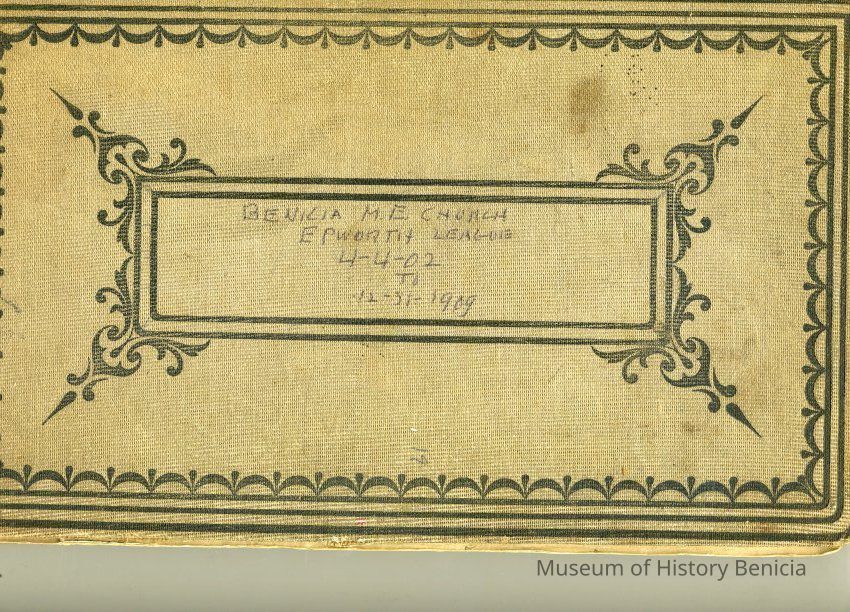 BENICIA M.E CHURCH
EPWORTH LEAGUE
4-4-02
TO
12-31-1909
Museum of History Benicia